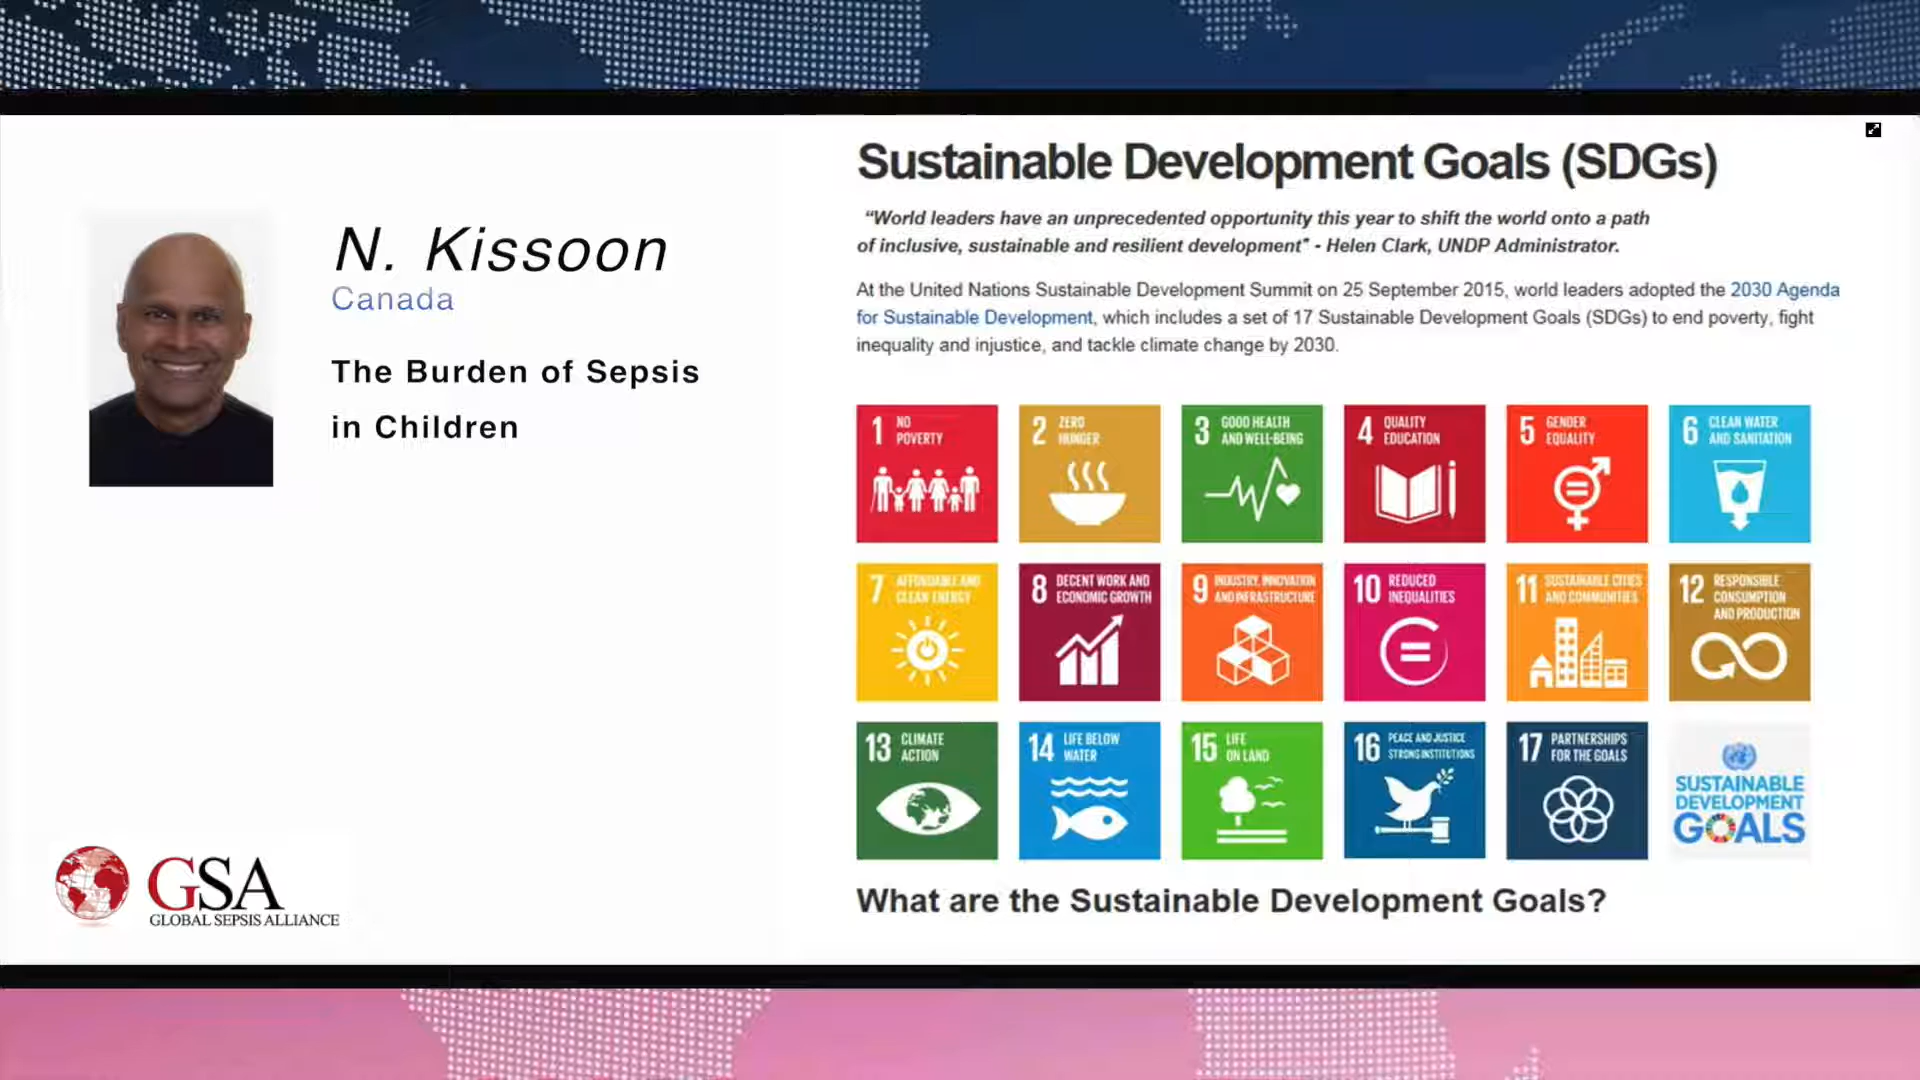 N. Kissoon
Canada
The Burden of Sepsis
in Children
GSA
GLOBAL SEPSIS ALLIANCE
Sustainable Development Goals (SDGs)
“World leaders have an unprecedented opportunity this year to shift the world onto a path
of inclusive, sustainable and resilient development" - Helen Clark, UNDP Administrator.
At the United Nations Sustainable Development Summit on 25 September 2015, world leaders adopted the 2030 Agenda
for Sustainable Development, which includes a set of 17 Sustainable Development Goals (SDGs) to end poverty, fight
inequality and injustice, and tackle climate change by 2030.
1 NO
POVERTY
2 ZERO
HUNGER
3 GOOD HEALTH
AND WELL-BEING
4 QUALITY
EDUCATION
5 GENDER
EQUALITY
6 CLEAN WATER
AND SANITATION
7 AFFORDABLE AND
CLEAN ENERGY
8 DECENT WORK AND
ECONOMIC GROWTH
9 INDUSTRY, INNOVATION
AND INFRASTRUCTURE
10 REDUCED
INEQUALITIES
11 SUSTAINABLE CITIES
AND COMMUNITIES
12 RESPONSIBLE
CONSUMPTION
AND PRODUCTION
13 CLIMATE
ACTION
14 LIFE BELOW
WATER
15 LIFE
ON LAND
16 PEACE AND JUSTICE
STRONG INSTITUTIONS
17 PARTNERSHIPS
FOR THE GOALS
SUSTAINABLE
DEVELOPMENT
GOALS
What are the Sustainable Development Goals?